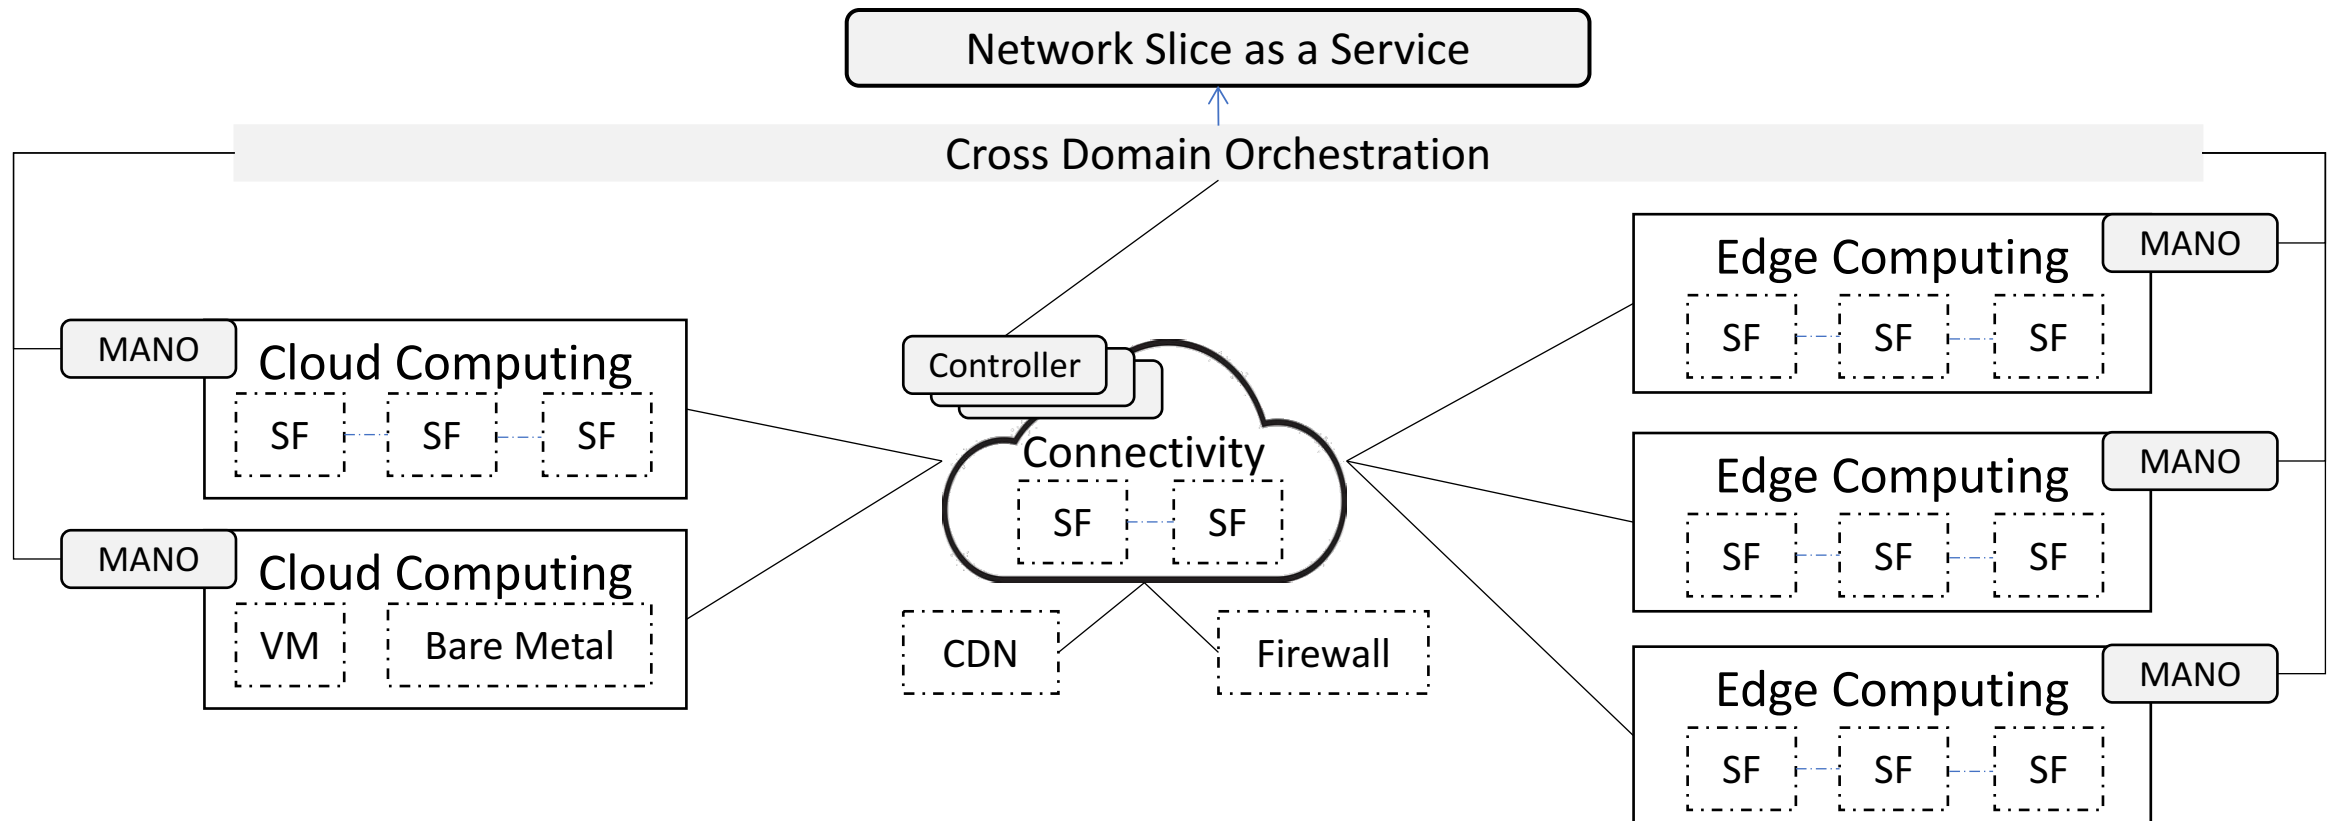 Network Slice as a Service
Cross Domain Orchestration
MANO
Cloud Computing
SF SF SF
MANO
Cloud Computing
VM Bare Metal
Controller
Connectivity
SF SF
CDN Firewall
Edge Computing
MANO
SF SF SF
Edge Computing
MANO
SF SF SF
Edge Computing
MANO
SF SF SF